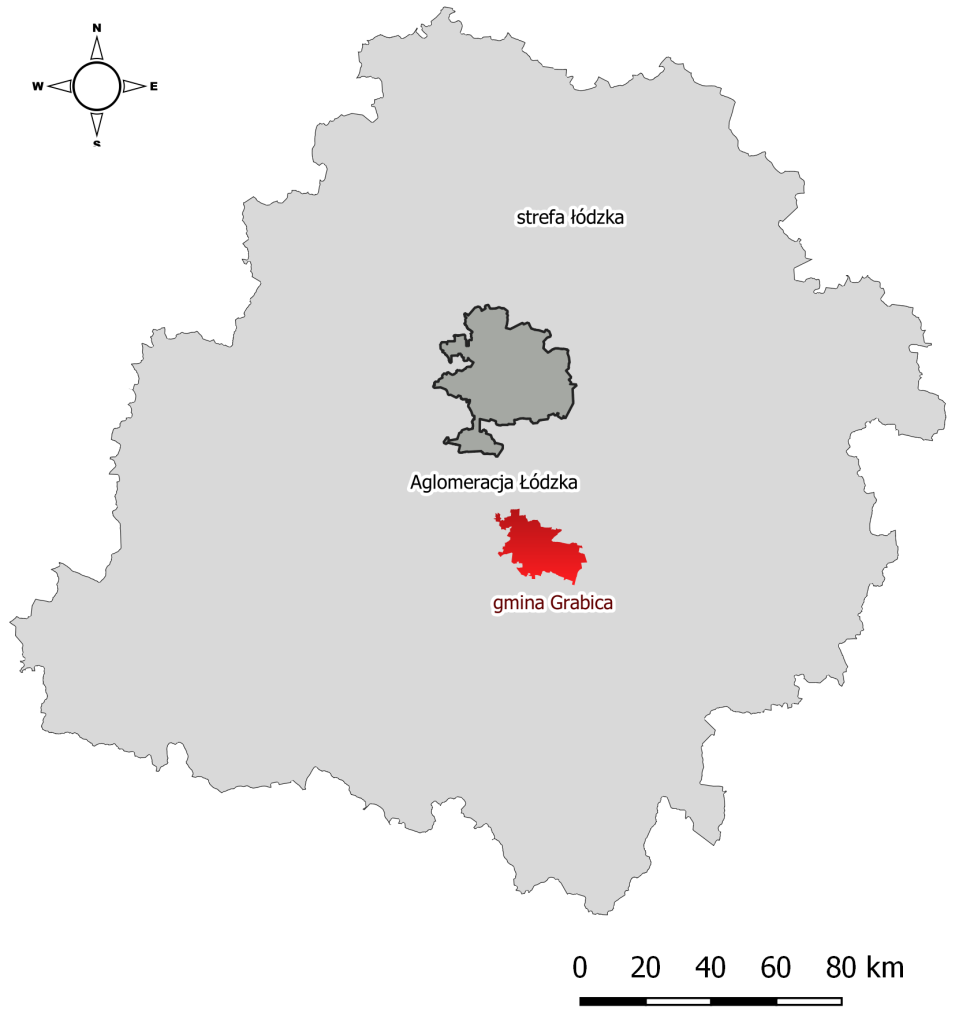 N
W E
S
strefa łódzka
Aglomeracja Łódzka
gmina Grabica
0 20 40 60 80 km